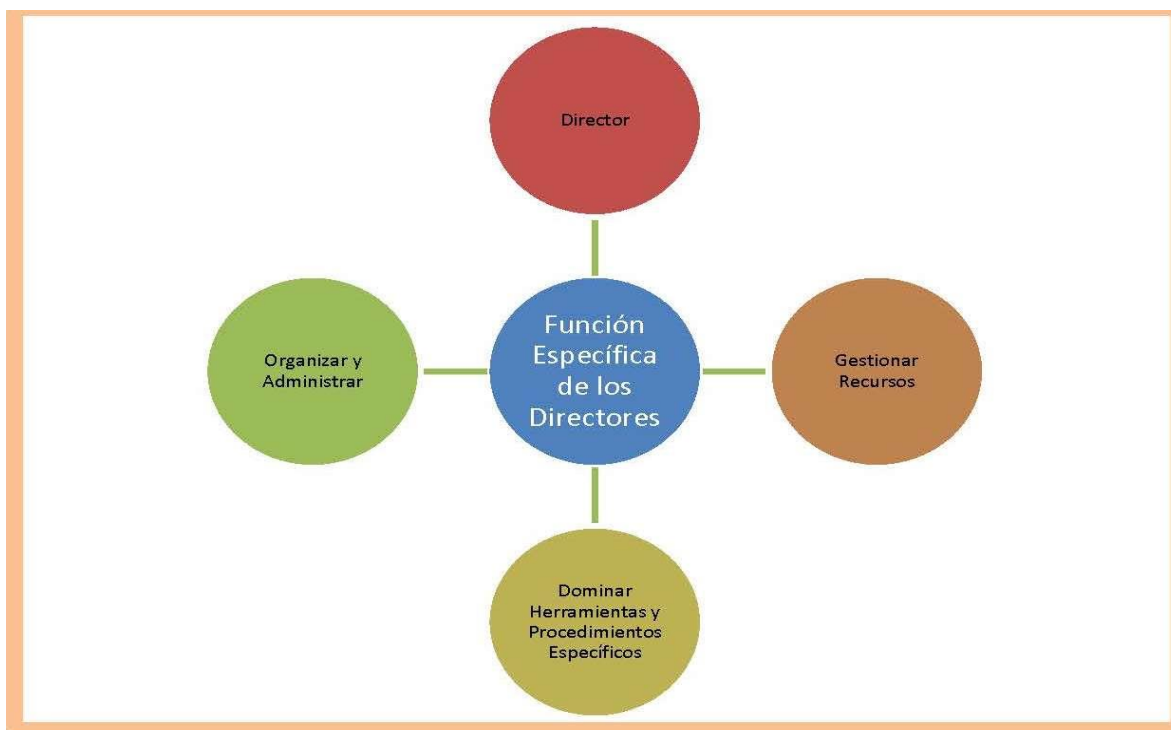 Director
Organizar y
Administrar
Función
Específica
de los
Directores
Gestionar
Recursos
Dominar
Herramientas y
Procedimientos
Específicos